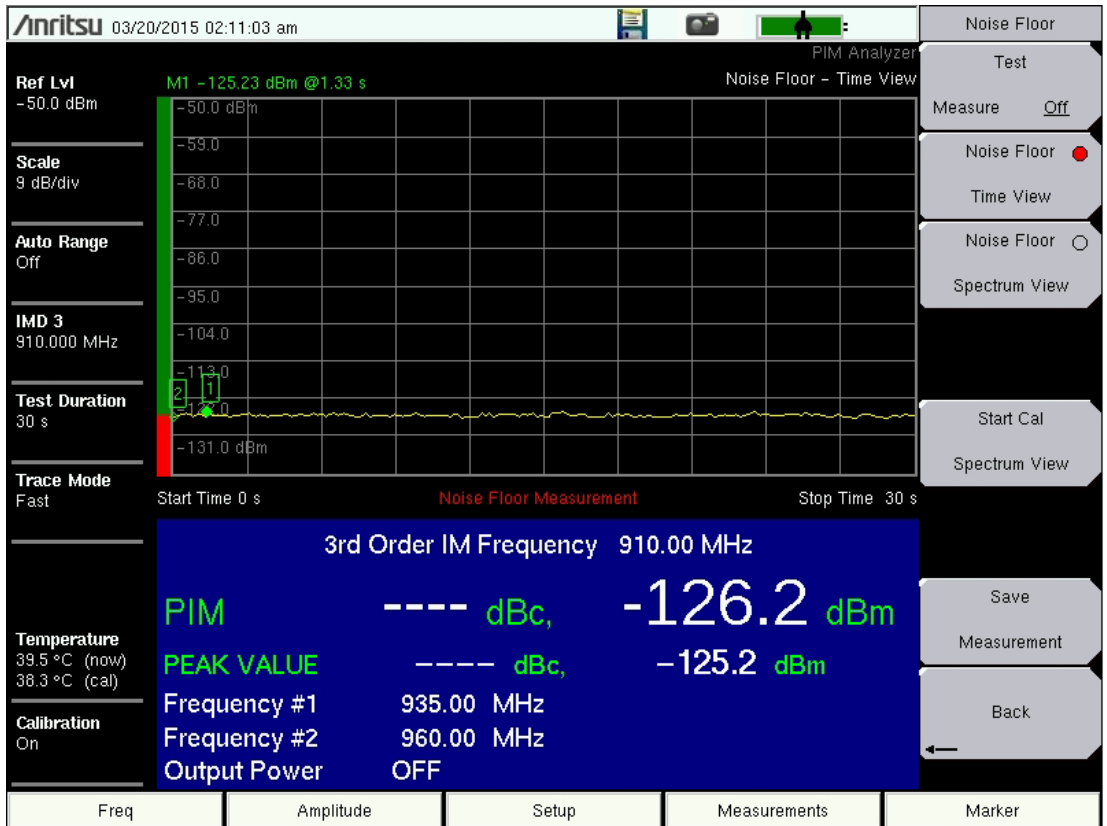 Anritsu 03/20/2015 02:11:03 am
PIM Analyzer
Noise Floor - Time View
M1 -125.23 dBm @1.33 s
Ref Lvl
-50.0 dBm
Scale
9 dB/div
Auto Range
Off
IMD 3
910.000 MHz
Test Duration
30 s
Trace Mode
Fast
Temperature
39.5 °C (now)
38.3 °C (cal)
Calibration
On
-50.0 dBm
-59.0
-68.0
-77.0
-86.0
-95.0
-104.0
-113.0
2
1
-131.0 dBm
Start Time 0 s
Noise Floor Measurement
Stop Time 30 s
3rd Order IM Frequency 910.00 MHz
PIM ---- dBc, -126.2 dBm
PEAK VALUE ---- dBc, -125.2 dBm
Frequency #1 935.00 MHz
Frequency #2 960.00 MHz
Output Power OFF
Noise Floor
Test
Measure Off
Noise Floor
Time View
Noise Floor
Spectrum View
Start Cal
Spectrum View
Save
Measurement
Back
Freq
Amplitude
Setup
Measurements
Marker